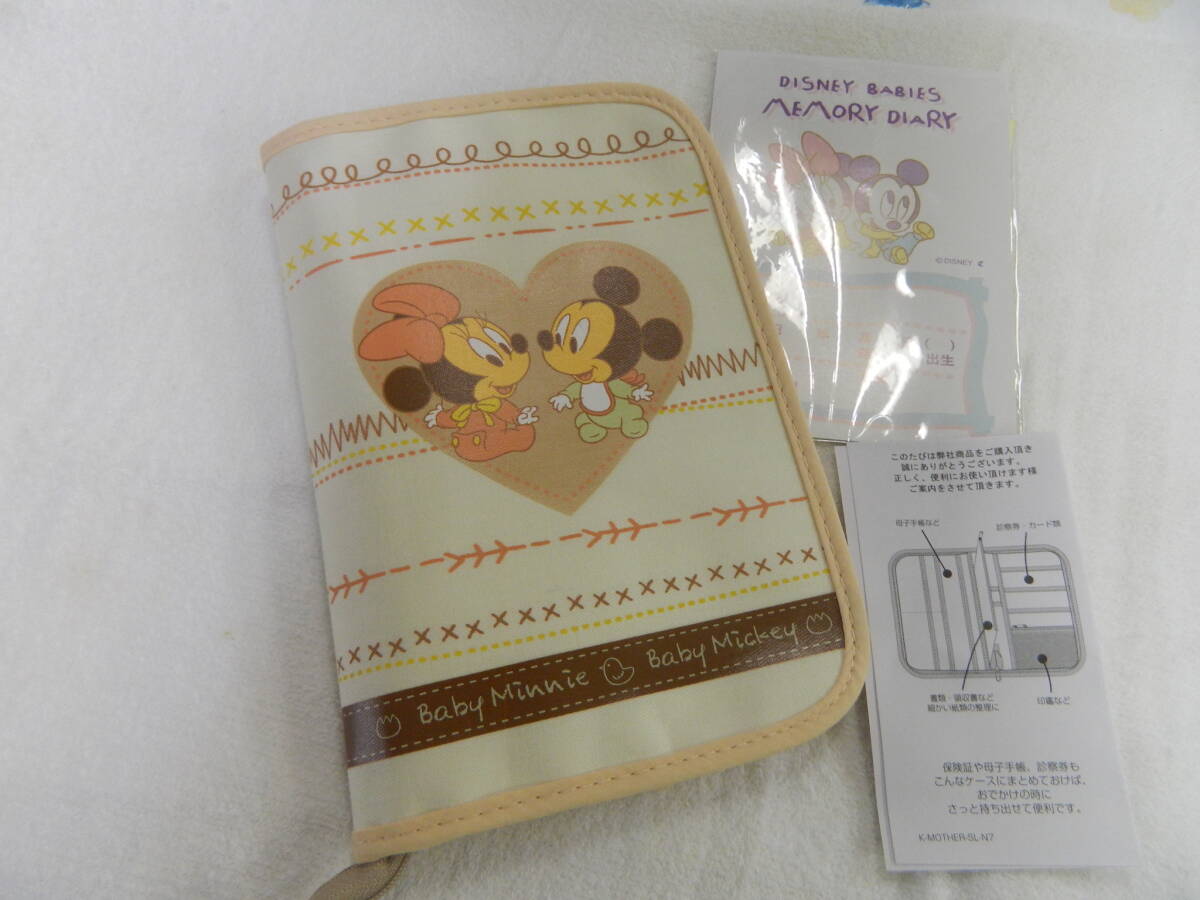 DISNEY BABIES
MEMORY DIARY
© DISNEY
( )
出生
Baby Minnie Baby Mickey
このたびは弊社商品をご購入頂き
誠にありがとうございます。
正しく、便利にお使い頂けます様
ご案内をさせて頂きます。
母子手帳など
診察券・カード類
書類・領収書など
細かい紙類の整理に
印鑑など
保険証や母子手帳、診察券も
こんなケースにまとめておけば、
おでかけの時に
さっと持ち出せて便利です。
K-MOTHER-SL-N7